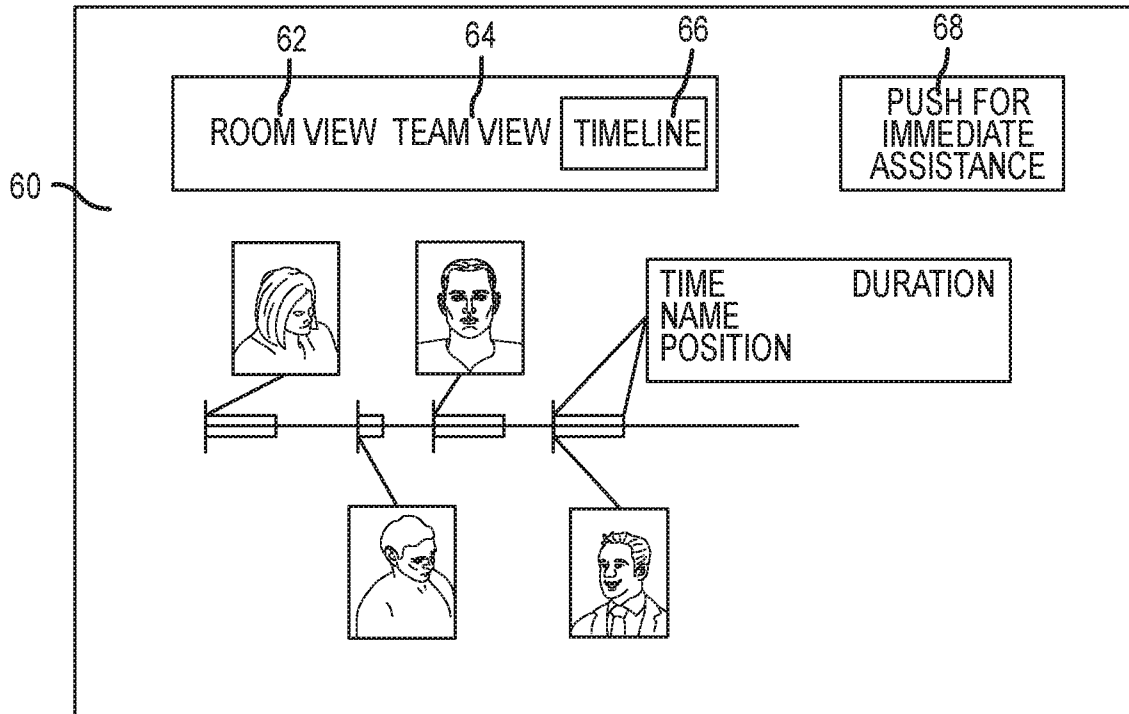 62
64
66
68
ROOM VIEW TEAM VIEW TIMELINE
PUSH FOR
IMMEDIATE
ASSISTANCE
60
TIME DURATION
NAME
POSITION